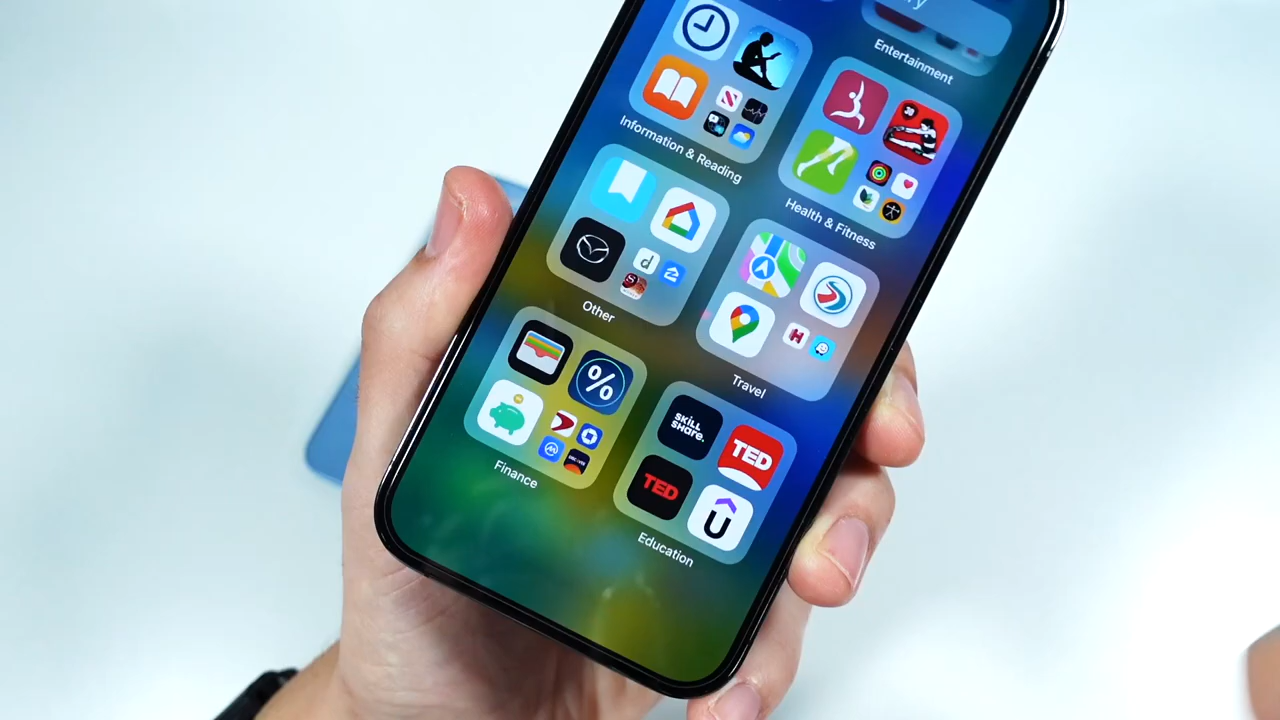 Entertainment
Information & Reading
Health & Fitness
Other
Travel
%
Finance
SKiLL
SHARE.
TED
TED
U
Education